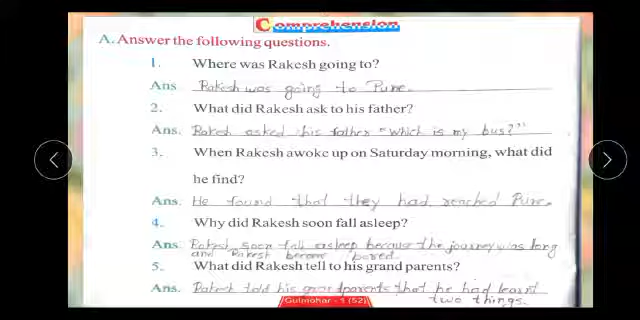 Comprehension
A. Answer the following questions.
1. Where was Rakesh going to?
Ans. Rakesh was going to Pune.
2. What did Rakesh ask to his father?
Ans. Rakesh asked his father "which is my bus?"
3. When Rakesh awoke up on Saturday morning, what did
he find?
Ans. He found that they had reached Pune.
4. Why did Rakesh soon fall asleep?
Ans. Rakesh soon fall asleep because the journey was long
and Rakesh become bored.
5. What did Rakesh tell to his grand parents?
Ans. Rakesh told his grandparents that he had learnt
two things.
Gulmohar - 1 (52)